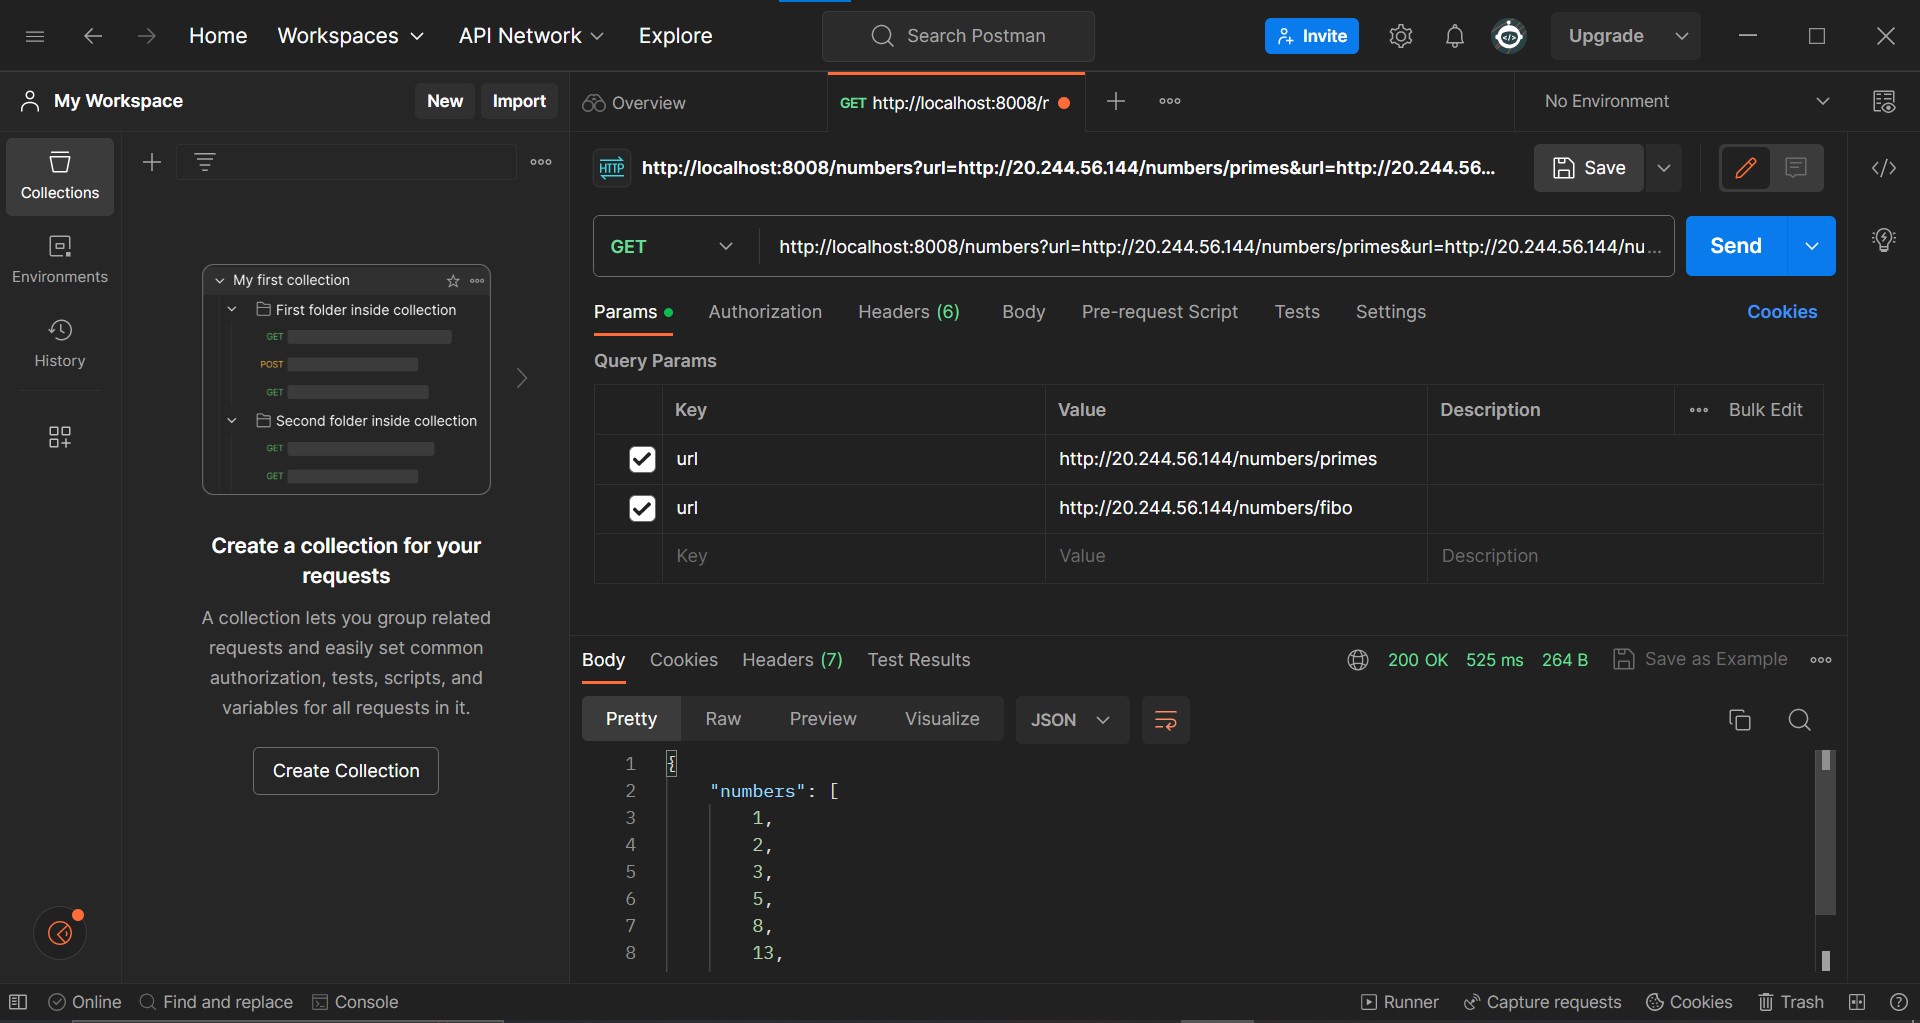 Home
Workspaces
API Network
Explore
Search Postman
Invite
Upgrade
My Workspace
New
Import
Overview
GET http://localhost:8008/r
No Environment
Collections
Environments
History
My first collection
First folder inside collection
GET
POST
GET
Second folder inside collection
GET
GET
Create a collection for your
requests
A collection lets you group related
requests and easily set common
authorization, tests, scripts, and
variables for all requests in it.
Create Collection
HTTP
http://localhost:8008/numbers?url=http://20.244.56.144/numbers/primes&url=http://20.244.56...
Save
GET
http://localhost:8008/numbers?url=http://20.244.56.144/numbers/primes&url=http://20.244.56.144/nu...
Send
Params
Authorization
Headers (6)
Body
Pre-request Script
Tests
Settings
Cookies
Query Params
Key
Value
Description
Bulk Edit
url
http://20.244.56.144/numbers/primes
url
http://20.244.56.144/numbers/fibo
Key
Value
Description
Body
Cookies
Headers (7)
Test Results
200 OK
525 ms
264 B
Save as Example
Pretty
Raw
Preview
Visualize
JSON
1 {
2 "numbers": [
3 1,
4 2,
5 3,
6 5,
7 8,
8 13,
Online
Find and replace
Console
Runner
Capture requests
Cookies
Trash